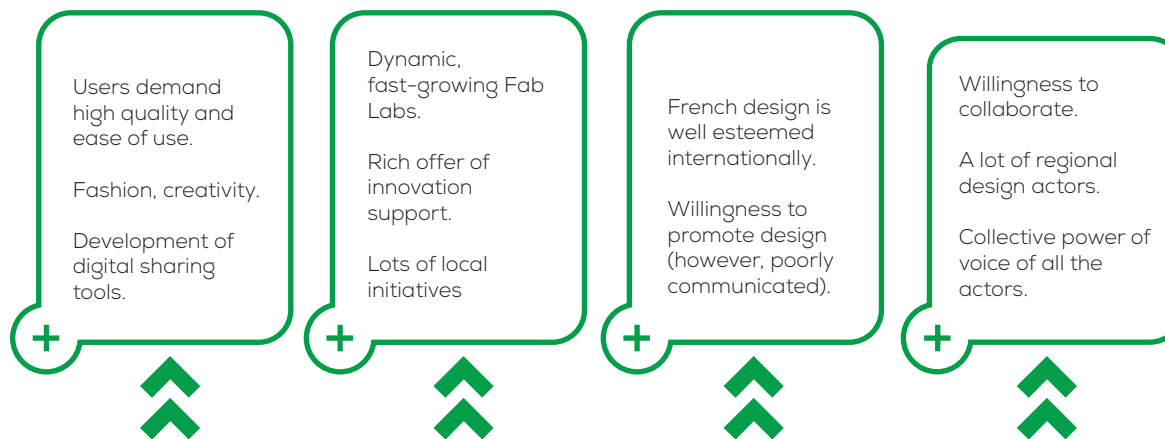 Users demand
high quality and
ease of use.
Fashion, creativity.
Development of
digital sharing
tools.
Dynamic,
fast-growing Fab
Labs.
Rich offer of
innovation
support.
Lots of local
initiatives
French design is
well esteemed
internationally.
Willingness to
promote design
(however, poorly
communicated).
Willingness to
collaborate.
A lot of regional
design actors.
Collective power of
voice of all the
actors.